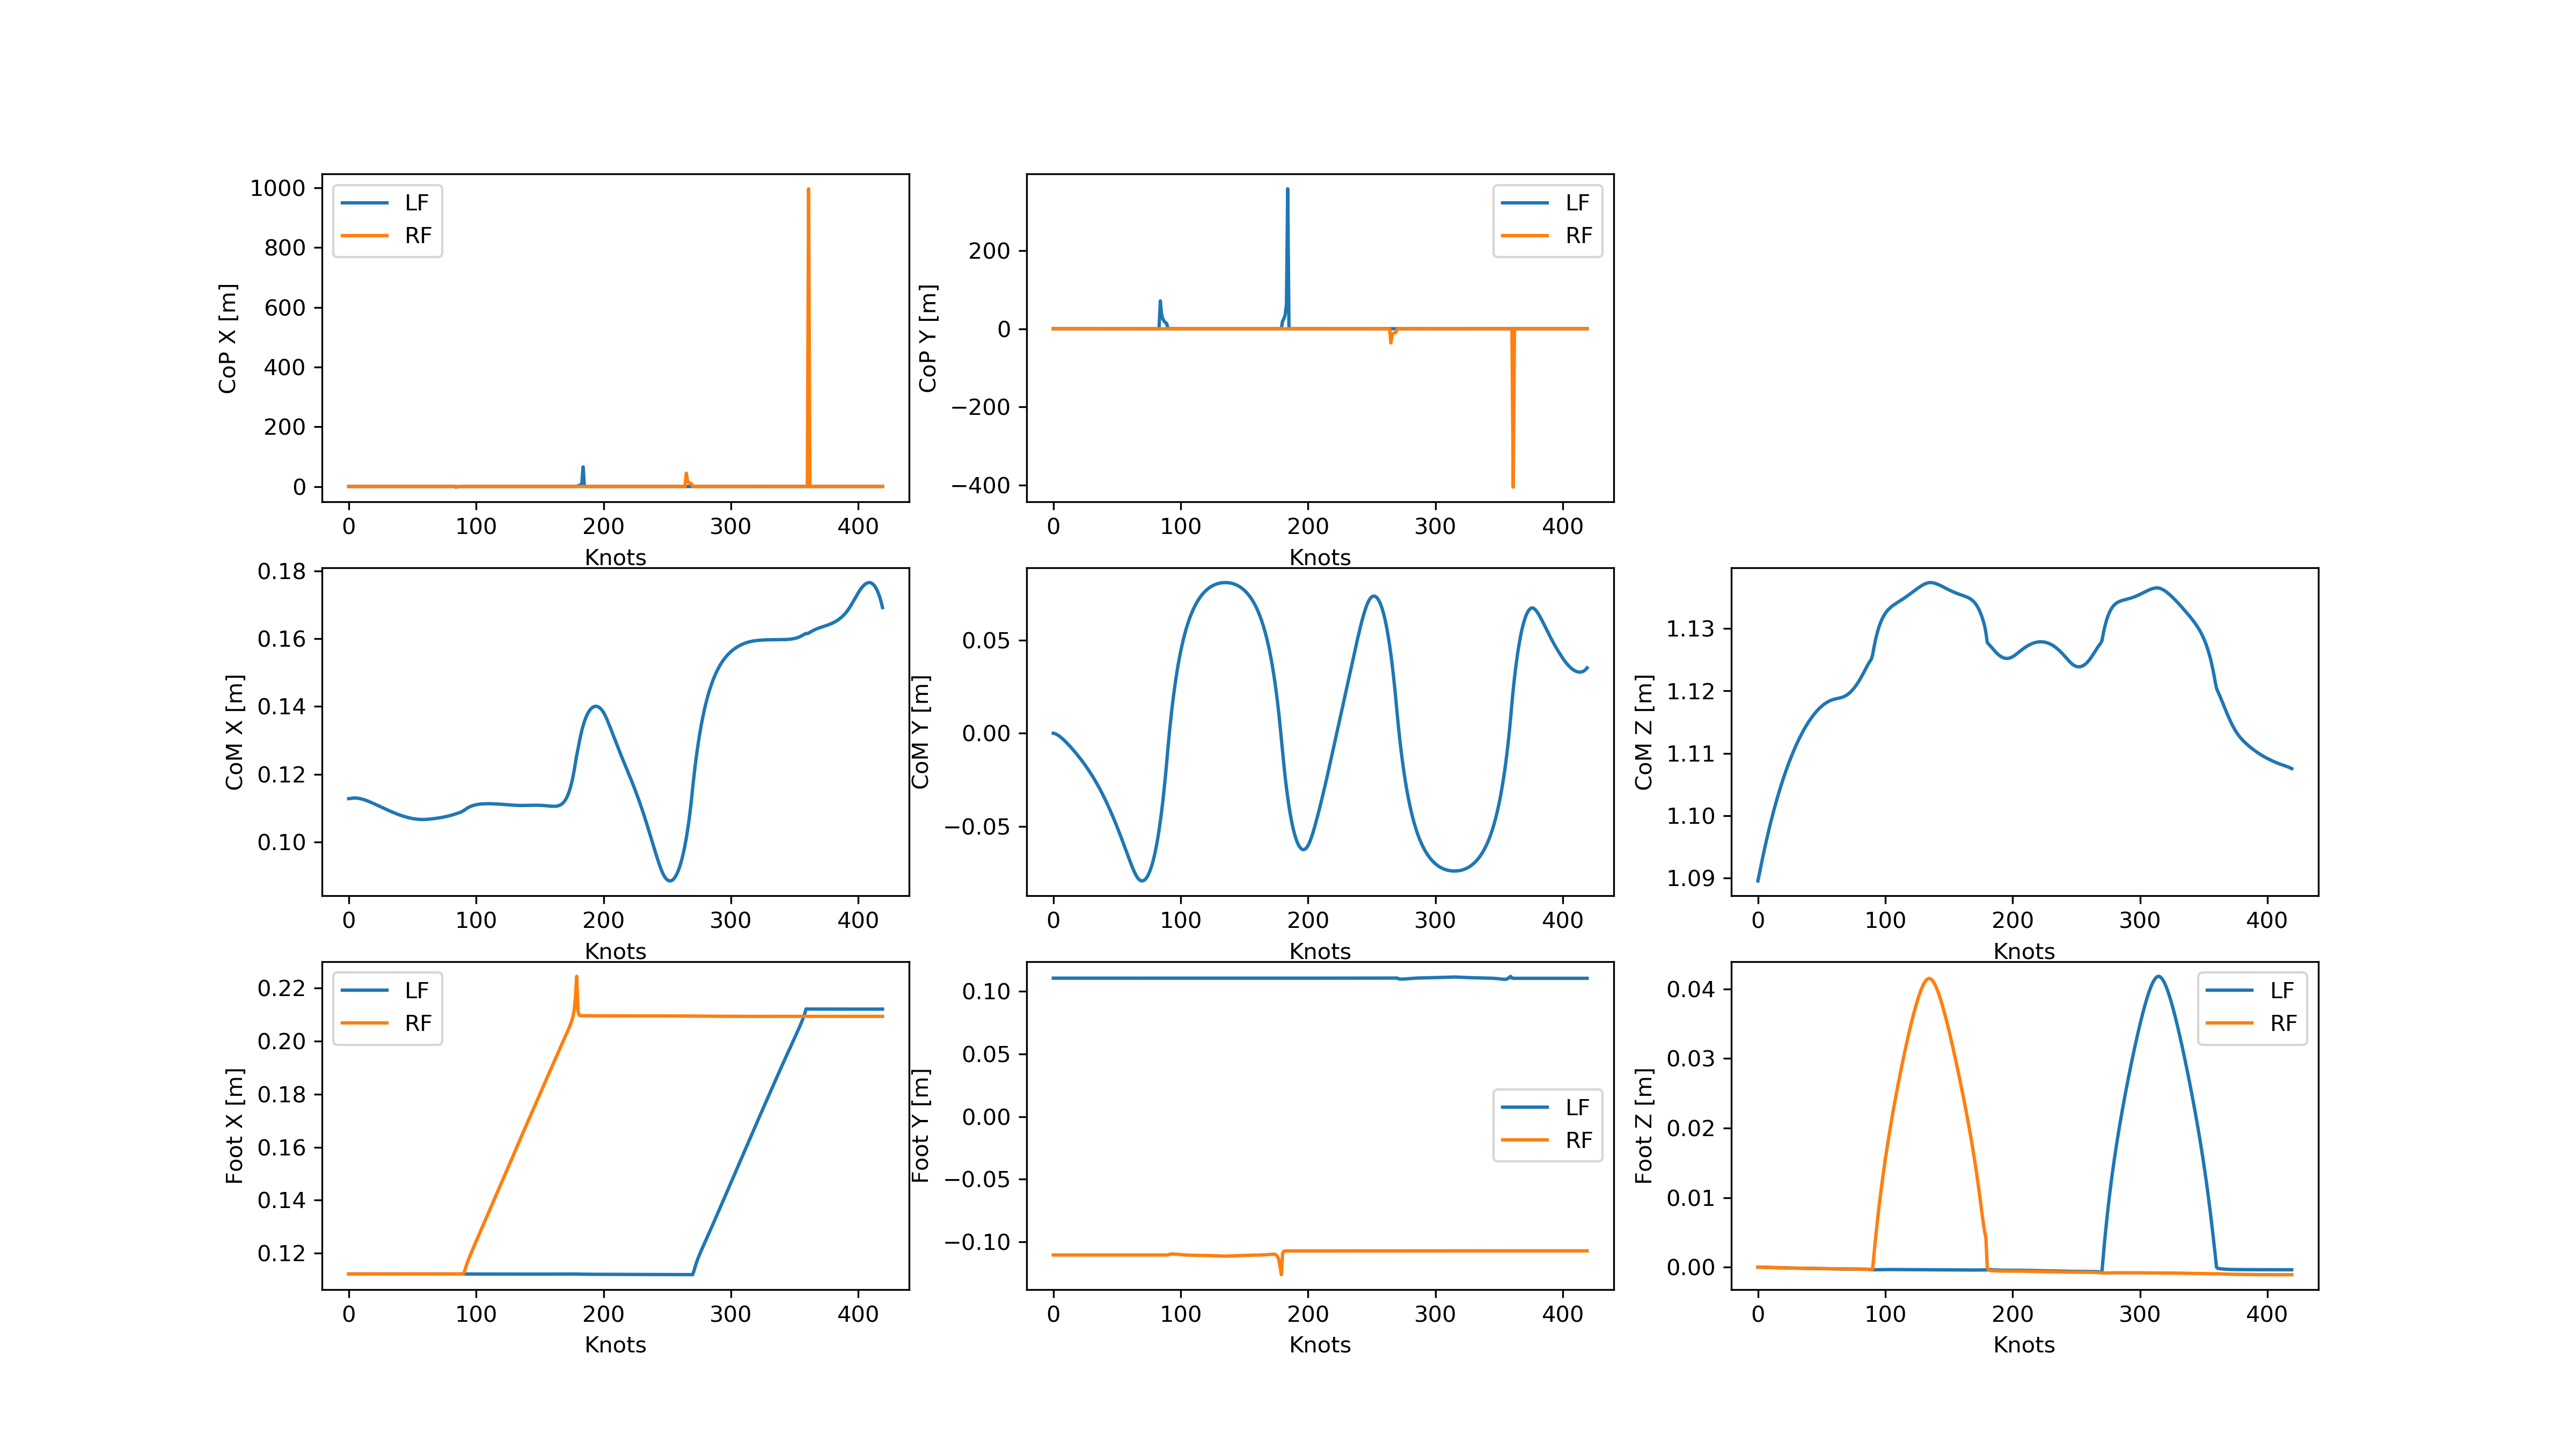 CoP X [m]
1000
800
600
400
200
0
LF
RF
0 100 200 300 400
Knots
CoP Y [m]
200
0
−200
−400
LF
RF
0 100 200 300 400
Knots
CoM X [m]
0.18
0.16
0.14
0.12
0.10
0 100 200 300 400
Knots
CoM Y [m]
0.05
0.00
−0.05
0 100 200 300 400
Knots
CoM Z [m]
1.13
1.12
1.11
1.10
1.09
0 100 200 300 400
Knots
Foot X [m]
0.22
0.20
0.18
0.16
0.14
0.12
LF
RF
0 100 200 300 400
Knots
Foot Y [m]
0.10
0.05
0.00
−0.05
−0.10
LF
RF
0 100 200 300 400
Knots
Foot Z [m]
0.04
0.03
0.02
0.01
0.00
LF
RF
0 100 200 300 400
Knots